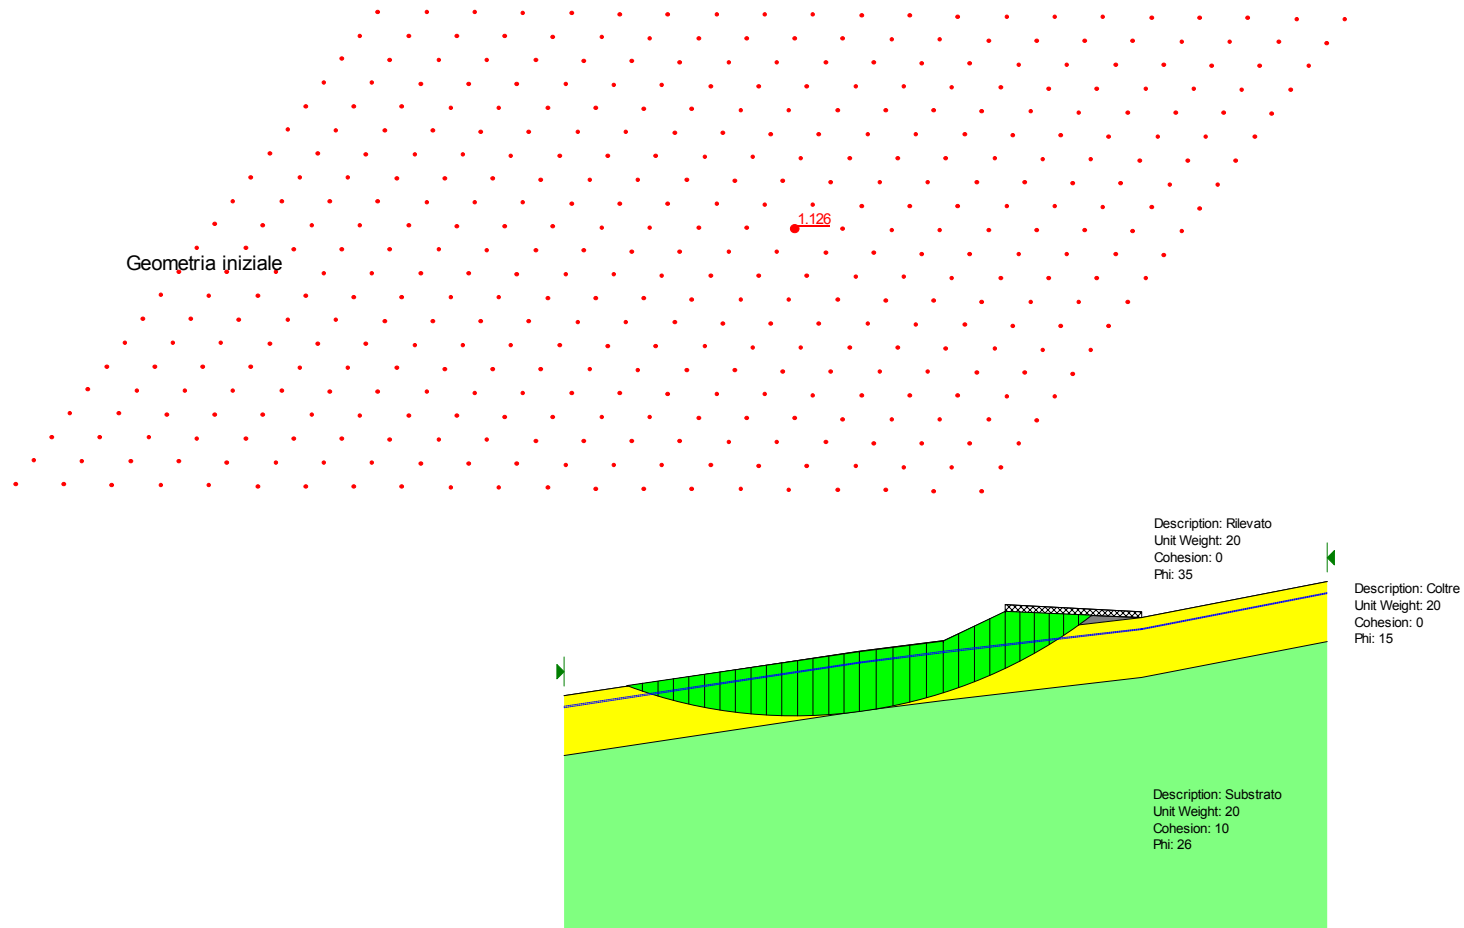 1.126
Geometria iniziale
Description: Rilevato
Unit Weight: 20
Cohesion: 0
Phi: 35
Description: Coltre
Unit Weight: 20
Cohesion: 0
Phi: 15
Description: Substrato
Unit Weight: 20
Cohesion: 10
Phi: 26